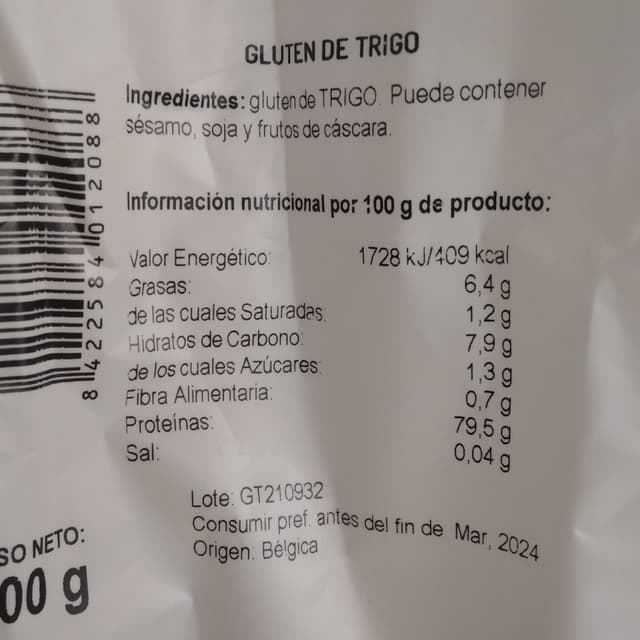 GLUTEN DE TRIGO
Ingredientes: gluten de TRIGO. Puede contener
sésamo, soja y frutos de cáscara.
Información nutricional por 100 g de producto:
Valor Energético: 1728 kJ/409 kcal
Grasas: 6,4 g
de las cuales Saturadas: 1,2 g
Hidratos de Carbono: 7,9 g
de los cuales Azúcares: 1,3 g
Fibra Alimentaria: 0,7 g
Proteínas: 79,5 g
Sal: 0,04 g
Lote: GT210932
Consumir pref. antes del fin de Mar, 2024
Origen: Bélgica
8 422584 012088
SO NETO:
00 g